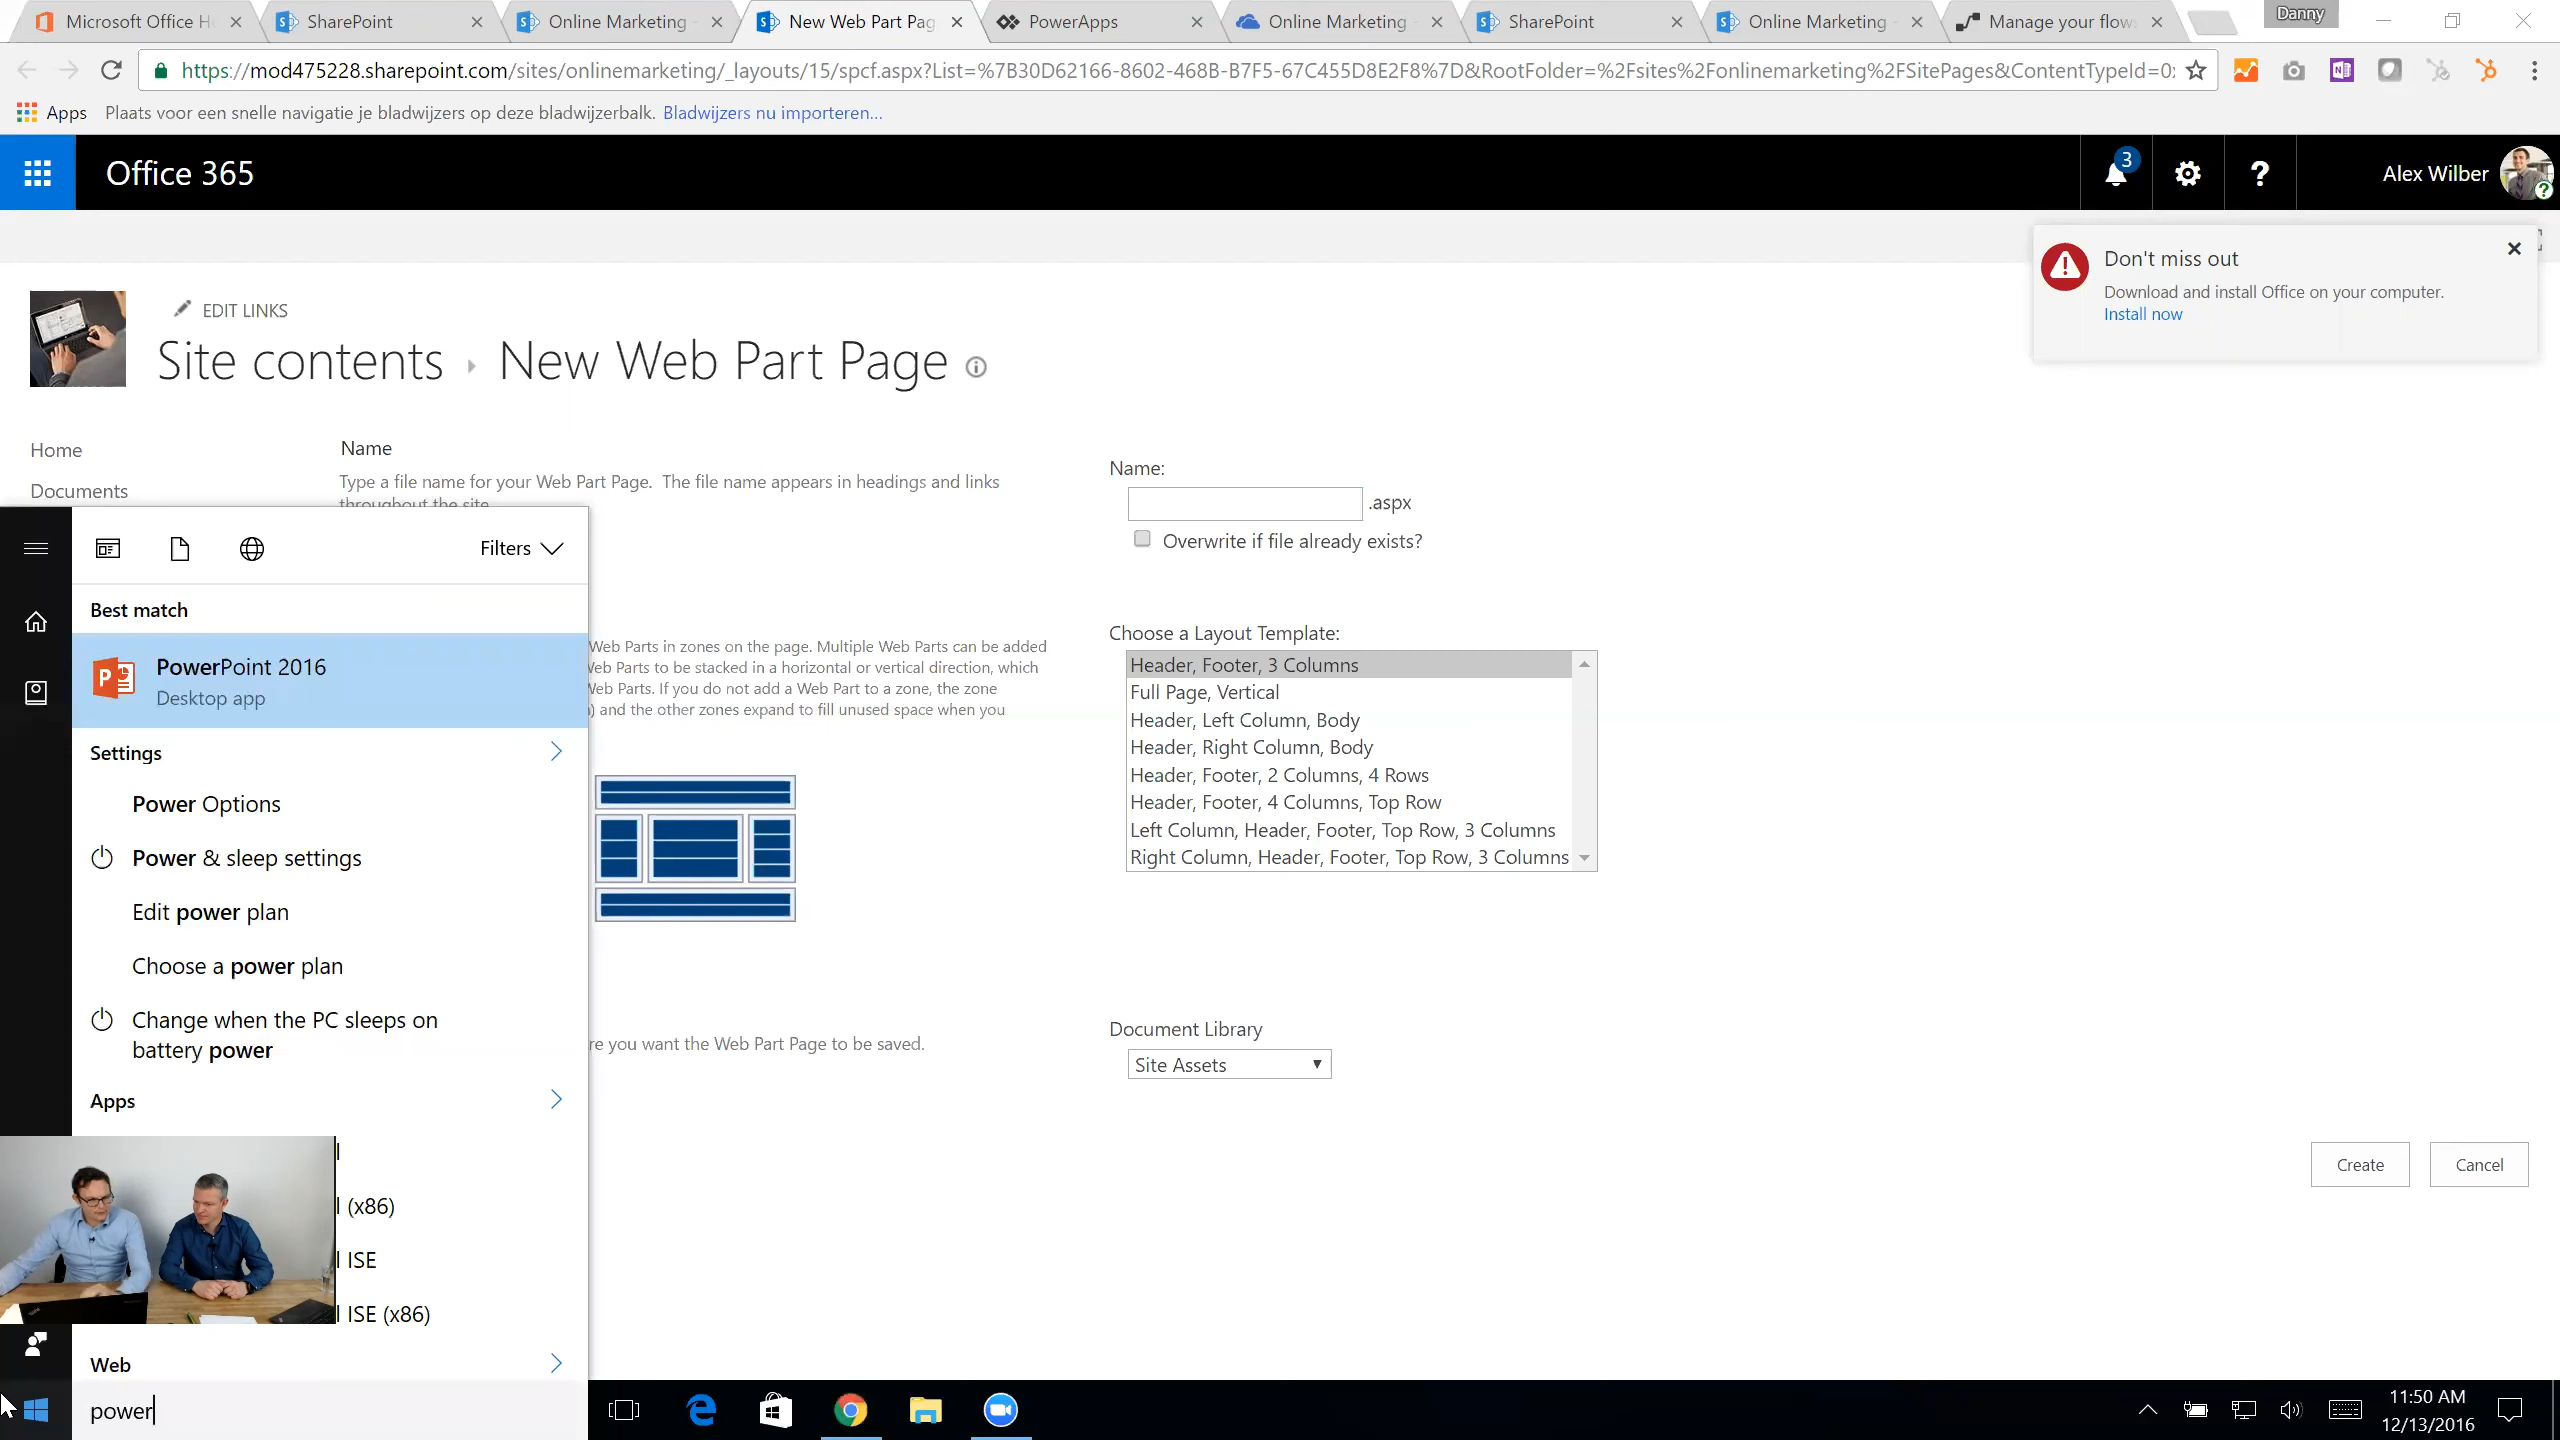 Microsoft Office H
SharePoint
Online Marketing -
New Web Part Pag
PowerApps
Online Marketing -
SharePoint
Online Marketing -
Manage your flow
Danny
https://mod475228.sharepoint.com/sites/onlinemarketing/_layouts/15/spcf.aspx?List=%7B30D62166-8602-468B-B7F5-67C455D8E2F8%7D&RootFolder=%2Fsites%2Fonlinemarketing%2FSitePages&ContentTypeId=0x
Apps
Plaats voor een snelle navigatie je bladwijzers op deze bladwijzerbalk. Bladwijzers nu importeren...
Office 365
3
?
Alex Wilber
Don't miss out
Download and install Office on your computer.
Install now
EDIT LINKS
Site contents
New Web Part Page
Home
Documents
Name
Type a file name for your Web Part Page. The file name appears in headings and links
throughout the site.
Name:
.aspx
Overwrite if file already exists?
Web Parts in zones on the page. Multiple Web Parts can be added
Web Parts to be stacked in a horizontal or vertical direction, which
Web Parts. If you do not add a Web Part to a zone, the zone
) and the other zones expand to fill unused space when you
Choose a Layout Template:
Header, Footer, 3 Columns
Full Page, Vertical
Header, Left Column, Body
Header, Right Column, Body
Header, Footer, 2 Columns, 4 Rows
Header, Footer, 4 Columns, Top Row
Left Column, Header, Footer, Top Row, 3 Columns
Right Column, Header, Footer, Top Row, 3 Columns
re you want the Web Part Page to be saved.
Document Library
Site Assets
Create
Cancel
Filters
Best match
PowerPoint 2016
Desktop app
Settings
Power Options
Power & sleep settings
Edit power plan
Choose a power plan
Change when the PC sleeps on
battery power
Apps
l
l (x86)
l ISE
l ISE (x86)
Web
power
11:50 AM
12/13/2016